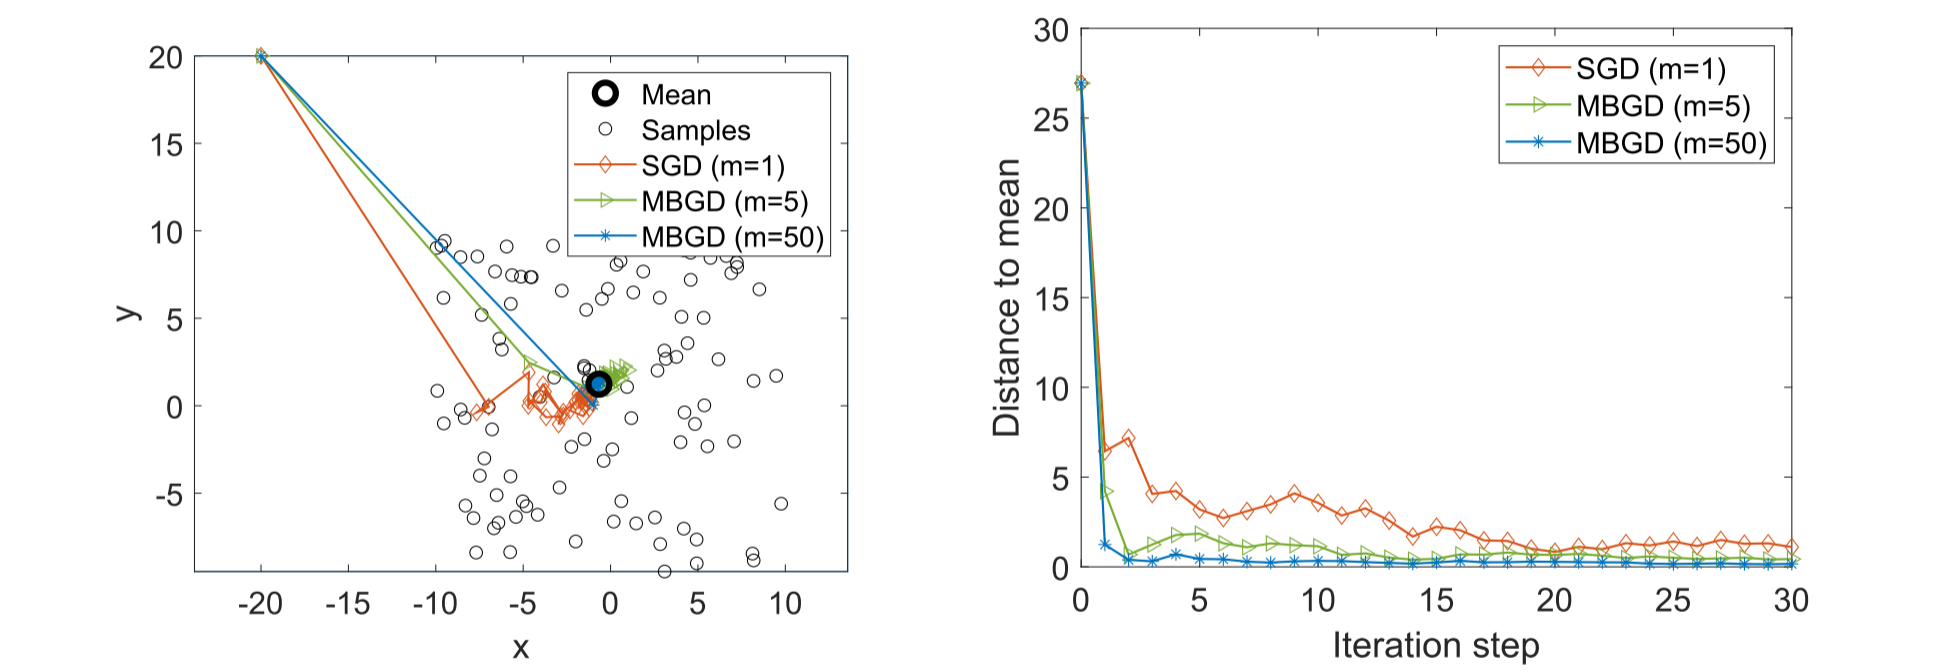 20
15
10
5
0
-5
y
-20 -15 -10 -5 0 5 10
x
Mean
Samples
SGD (m=1)
MBGD (m=5)
MBGD (m=50)
30
25
20
15
10
5
0
Distance to mean
0 5 10 15 20 25 30
Iteration step
SGD (m=1)
MBGD (m=5)
MBGD (m=50)